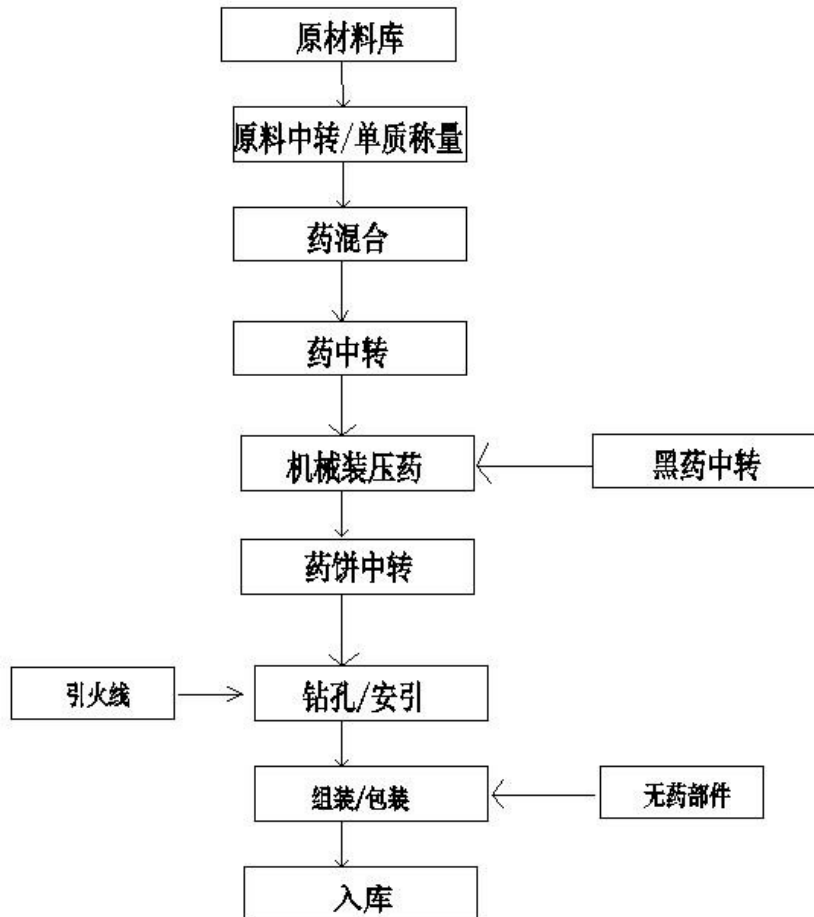 原材料库
原料中转/单质称量
药混合
药中转
机械装压药
黑药中转
药饼中转
引火线
钻孔/安引
组装/包装
无药部件
入库